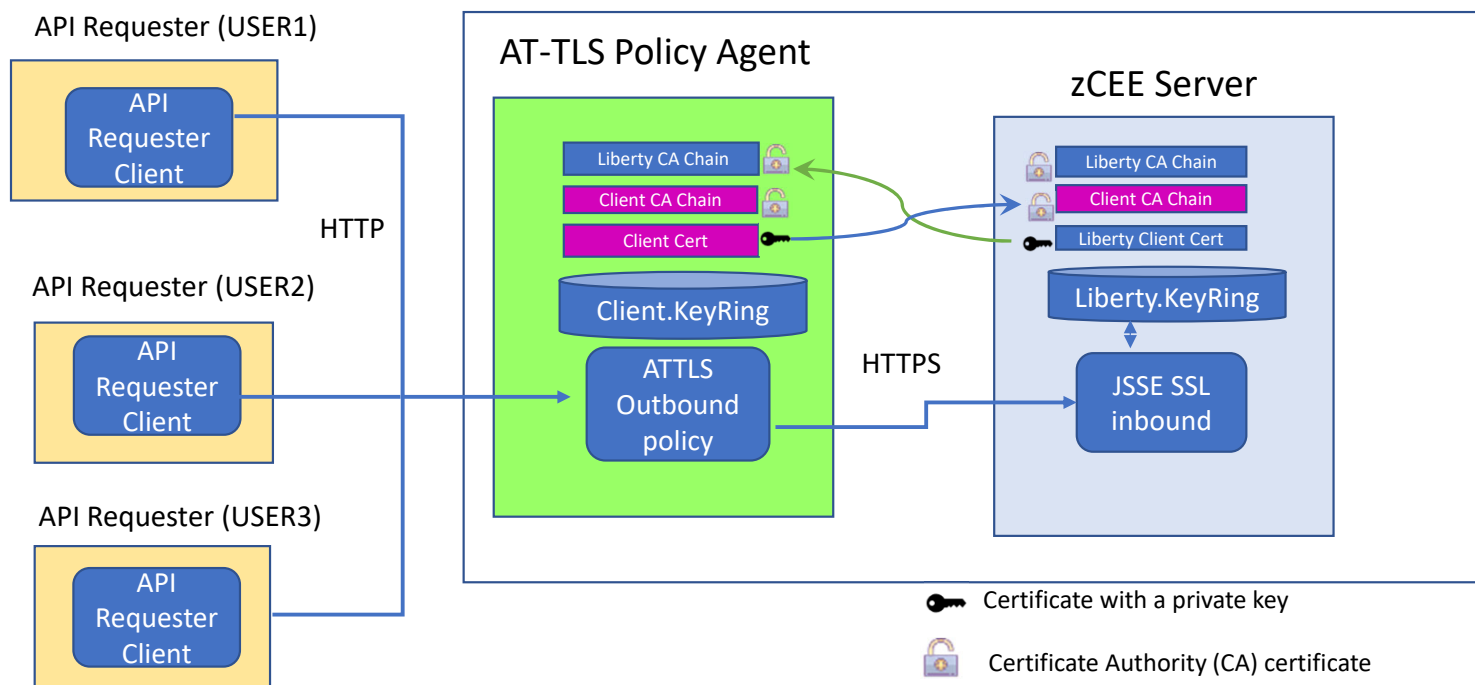 API Requester (USER1)
API
Requester
Client
HTTP
API Requester (USER2)
API
Requester
Client
API Requester (USER3)
API
Requester
Client
AT-TLS Policy Agent
Liberty CA Chain
Client CA Chain
Client Cert
Client.KeyRing
ATTLS
Outbound
policy
HTTPS
zCEE Server
Liberty CA Chain
Client CA Chain
Liberty Client Cert
Liberty.KeyRing
JSSE SSL
inbound
Certificate with a private key
Certificate Authority (CA) certificate